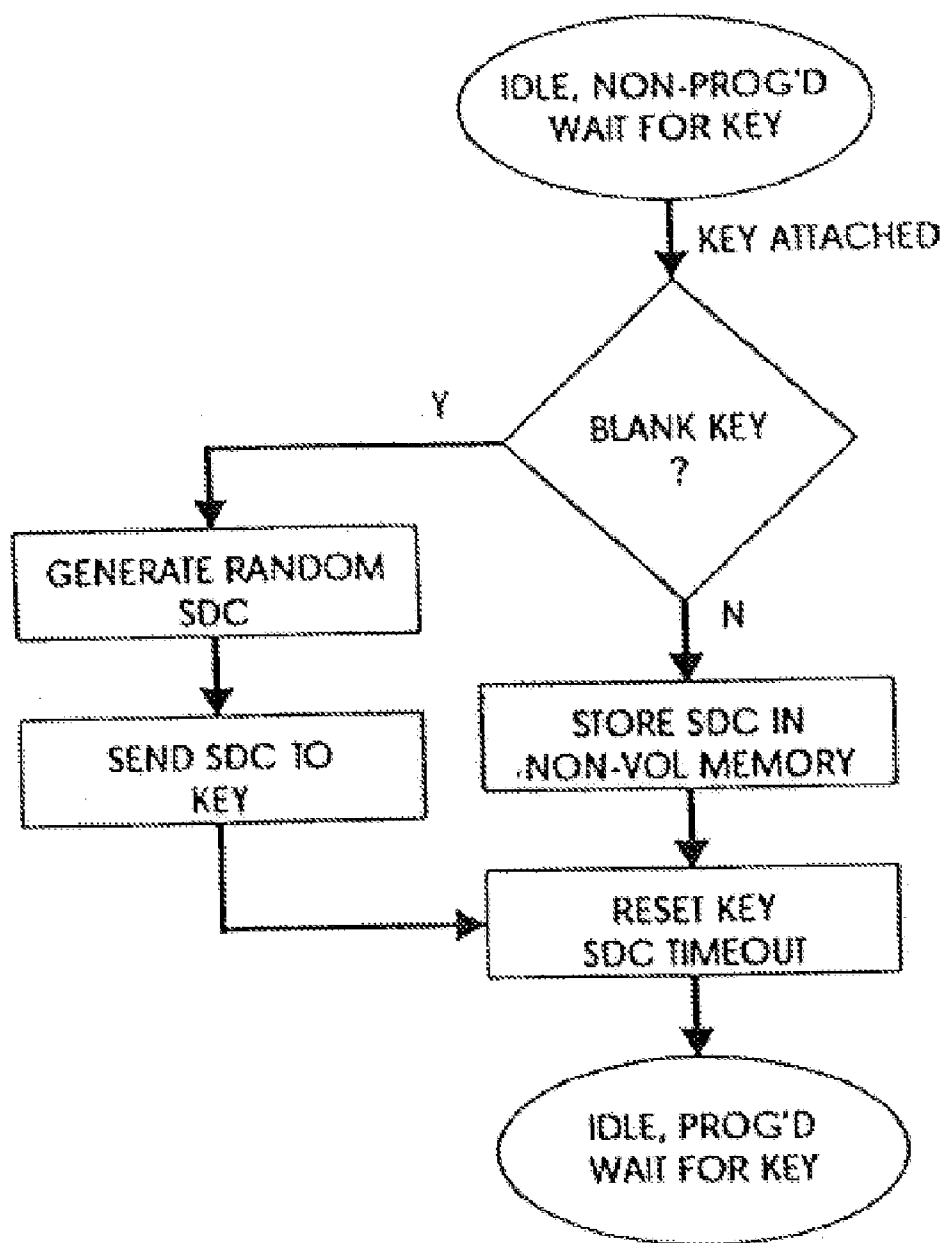 IDLE, NON-PROG'D
WAIT FOR KEY
KEY ATTACHED
BLANK KEY
?
Y
N
GENERATE RANDOM
SDC
SEND SDC TO
KEY
STORE SDC IN
NON-VOL MEMORY
RESET KEY
SDC TIMEOUT
IDLE, PROG'D
WAIT FOR KEY